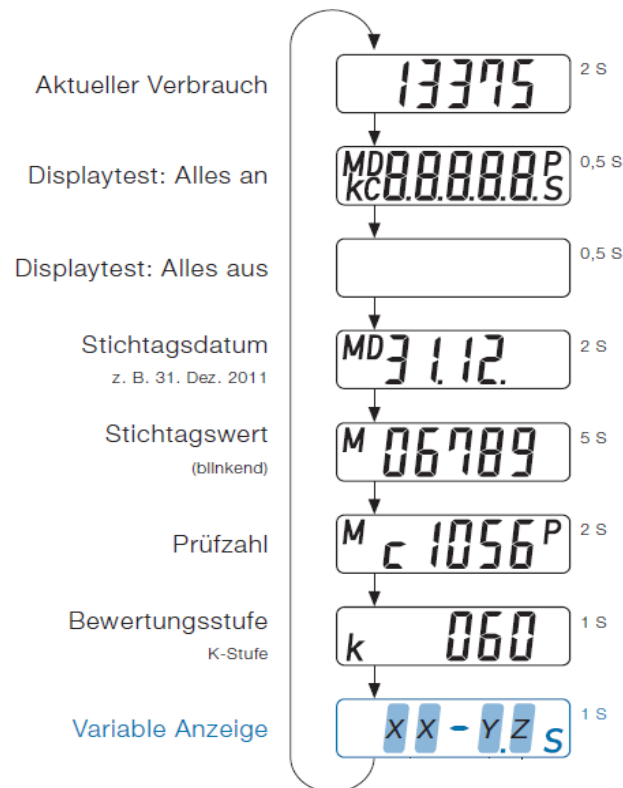 Aktueller Verbrauch 13375 2 S
Displaytest: Alles an MD kC 8.8.8.8.8. P S 0,5 S
Displaytest: Alles aus 0,5 S
Stichtagsdatum MD 31.12. 2 S
z. B. 31. Dez. 2011
Stichtagswert M 06789 5 S
(blinkend)
Prüfzahl M c 1056 P 2 S
Bewertungsstufe k 060 1 S
K-Stufe
Variable Anzeige X X - Y.Z S 1 S